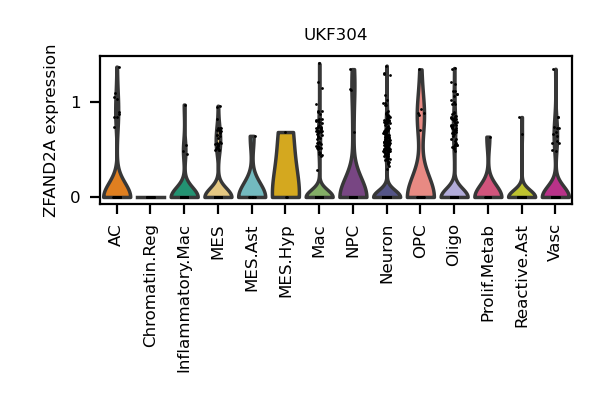 UKF304
ZFAND2A expression
1
0
AC
Chromatin.Reg
Inflammatory.Mac
MES
MES.Ast
MES.Hyp
Mac
NPC
Neuron
OPC
Oligo
Prolif.Metab
Reactive.Ast
Vasc